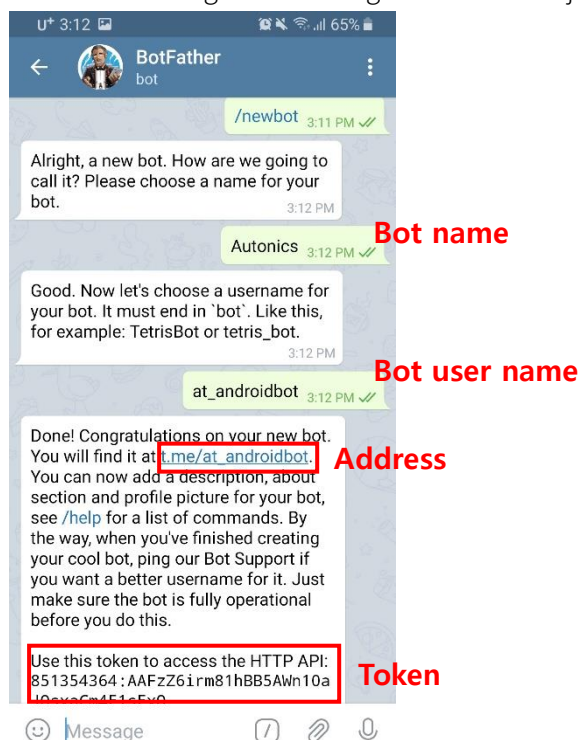 U+ 3:12 65%
BotFather
bot
/newbot 3:11 PM
Alright, a new bot. How are we going to
call it? Please choose a name for your
bot.
3:12 PM
Bot name
Autonics 3:12 PM
Good. Now let's choose a username for
your bot. It must end in `bot`. Like this,
for example: TetrisBot or tetris_bot.
3:12 PM
Bot user name
at_androidbot 3:12 PM
Done! Congratulations on your new bot.
You will find it at t.me/at_androidbot. Address
You can now add a description, about
section and profile picture for your bot,
see /help for a list of commands. By
the way, when you've finished creating
your cool bot, ping our Bot Support if
you want a better username for it. Just
make sure the bot is fully operational
before you do this.
Use this token to access the HTTP API:
851354364:AAFzZ6irm81hBB5AWn10a Token
Message